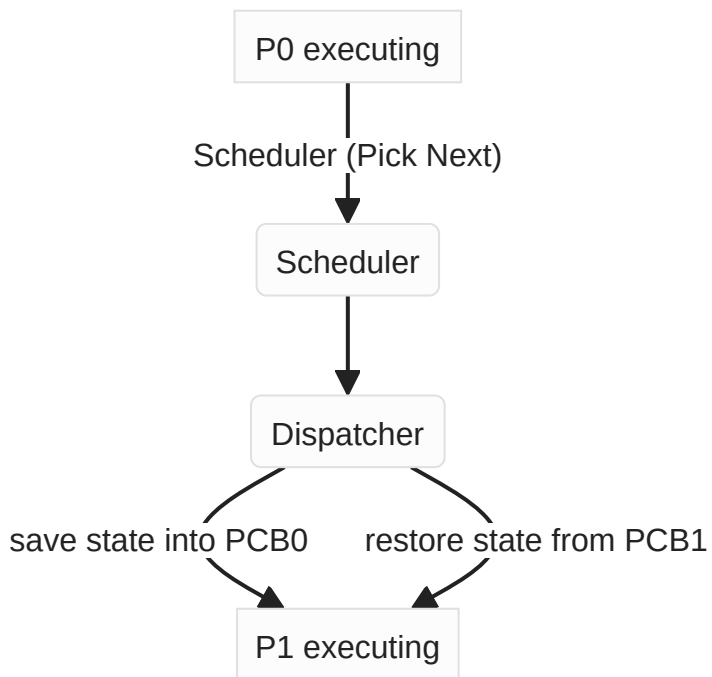 P0 executing
Scheduler (Pick Next)
Scheduler
Dispatcher
save state into PCB0
restore state from PCB1
P1 executing